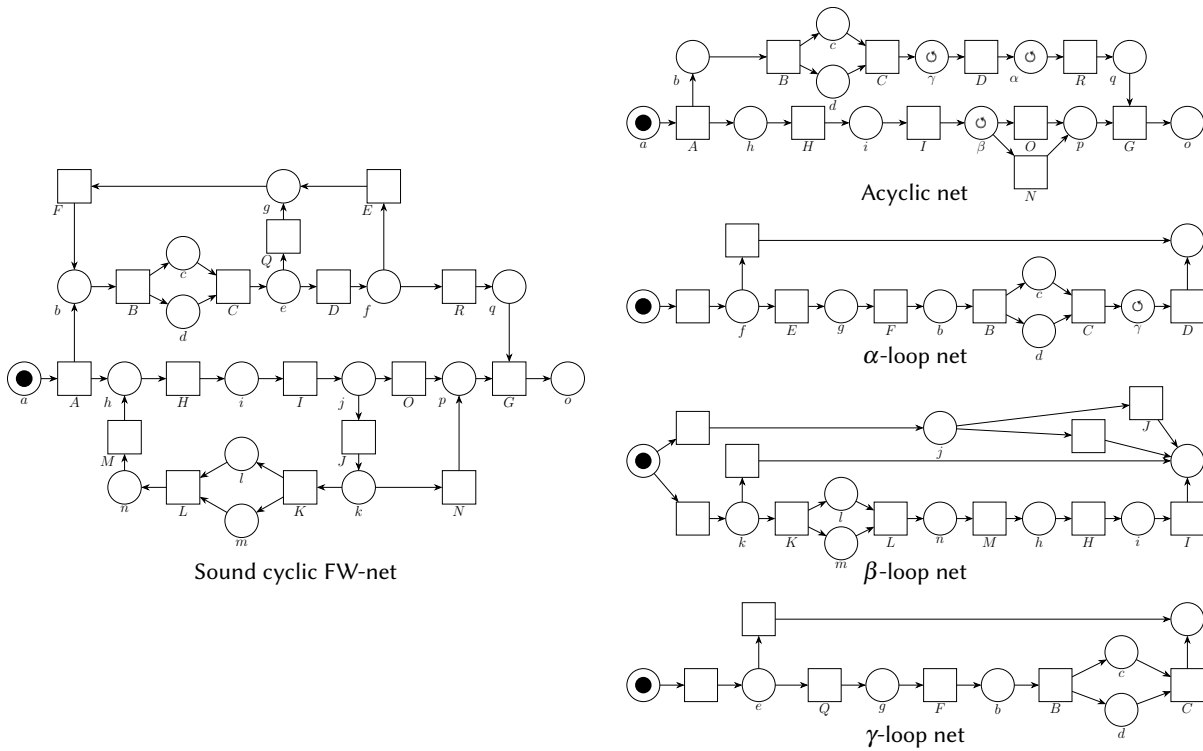 F
g
E
Q
b
B
c
d
C
e
D
f
R
q
a
A
h
H
i
I
j
O
p
G
o
M
J
n
L
l
m
K
k
N
Sound cyclic FW-net
b
B
c
d
C
γ
D
α
R
q
a
A
h
H
i
I
β
O
p
G
o
N
Acyclic net
f
E
g
F
b
B
c
d
C
γ
D
α-loop net
j
J
k
K
l
m
L
n
M
h
H
i
I
β-loop net
e
Q
g
F
b
B
c
d
C
γ-loop net